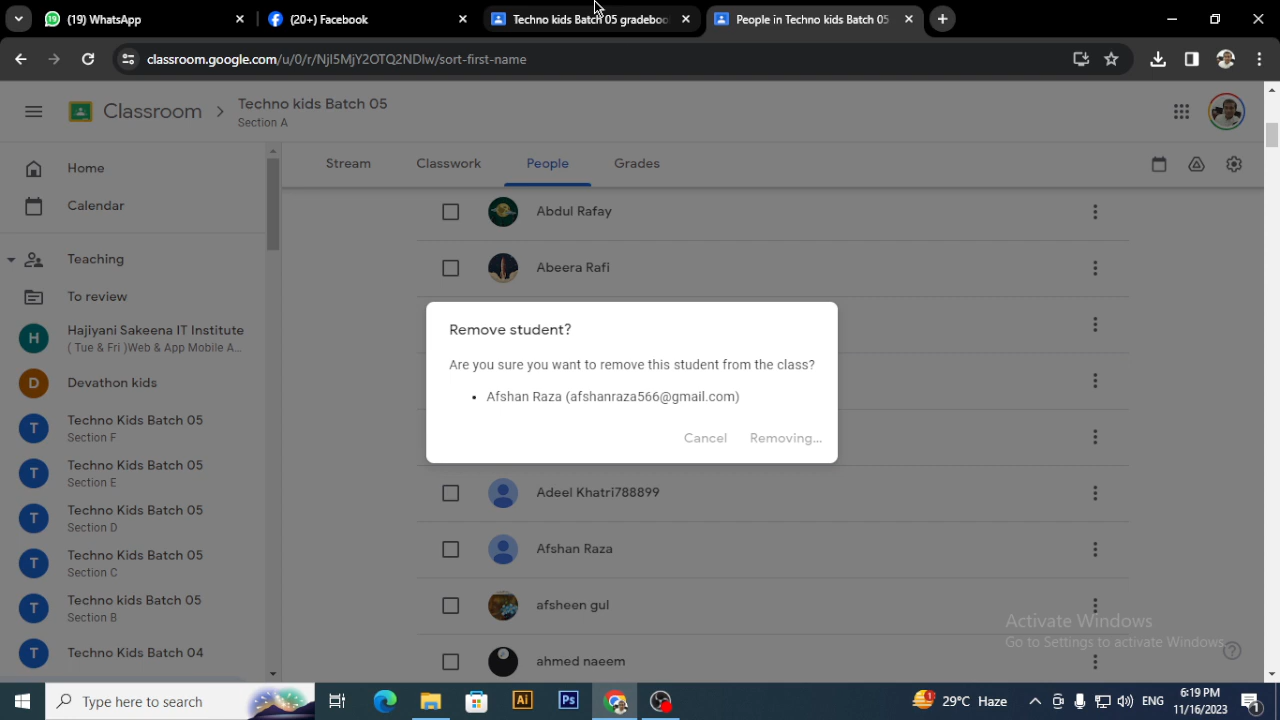 (19) WhatsApp
(20+) Facebook
Techno kids Batch 05 gradeboo
People in Techno kids Batch 05
classroom.google.com/u/0/r/NjI5MjY2OTQ2NDIw/sort-first-name
Classroom
Techno kids Batch 05
Section A
Home
Calendar
Teaching
To review
Hajiyani Sakeena IT Institute
( Tue & Fri )Web & App Mobile A...
Devathon kids
Techno Kids Batch 05
Section F
Techno Kids Batch 05
Section E
Techno Kids Batch 05
Section D
Techno Kids Batch 05
Section C
Techno kids Batch 05
Section B
Techno Kids Batch 04
Stream
Classwork
People
Grades
Abdul Rafay
Abeera Rafi
Remove student?
Are you sure you want to remove this student from the class?
Afshan Raza (afshanraza566@gmail.com)
Cancel
Removing...
Adeel Khatri788899
Afshan Raza
afsheen gul
ahmed naeem
Activate Windows
Go to Settings to activate Windows.
Type here to search
Ai
Ps
1
29°C Haze
ENG
6:19 PM
11/16/2023
1